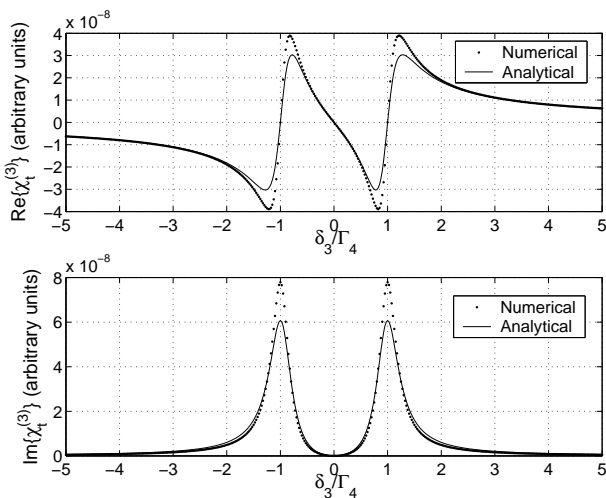 x 10⁻⁸
Re{χₜ⁽³⁾} (arbitrary units)
4
3
2
1
0
−1
−2
−3
−4
Numerical
Analytical
−5 −4 −3 −2 −1 0 1 2 3 4 5
δ₃/Γ₄
x 10⁻⁸
Im{χₜ⁽³⁾} (arbitrary units)
8
6
4
2
0
Numerical
Analytical
−5 −4 −3 −2 −1 0 1 2 3 4 5
δ₃/Γ₄